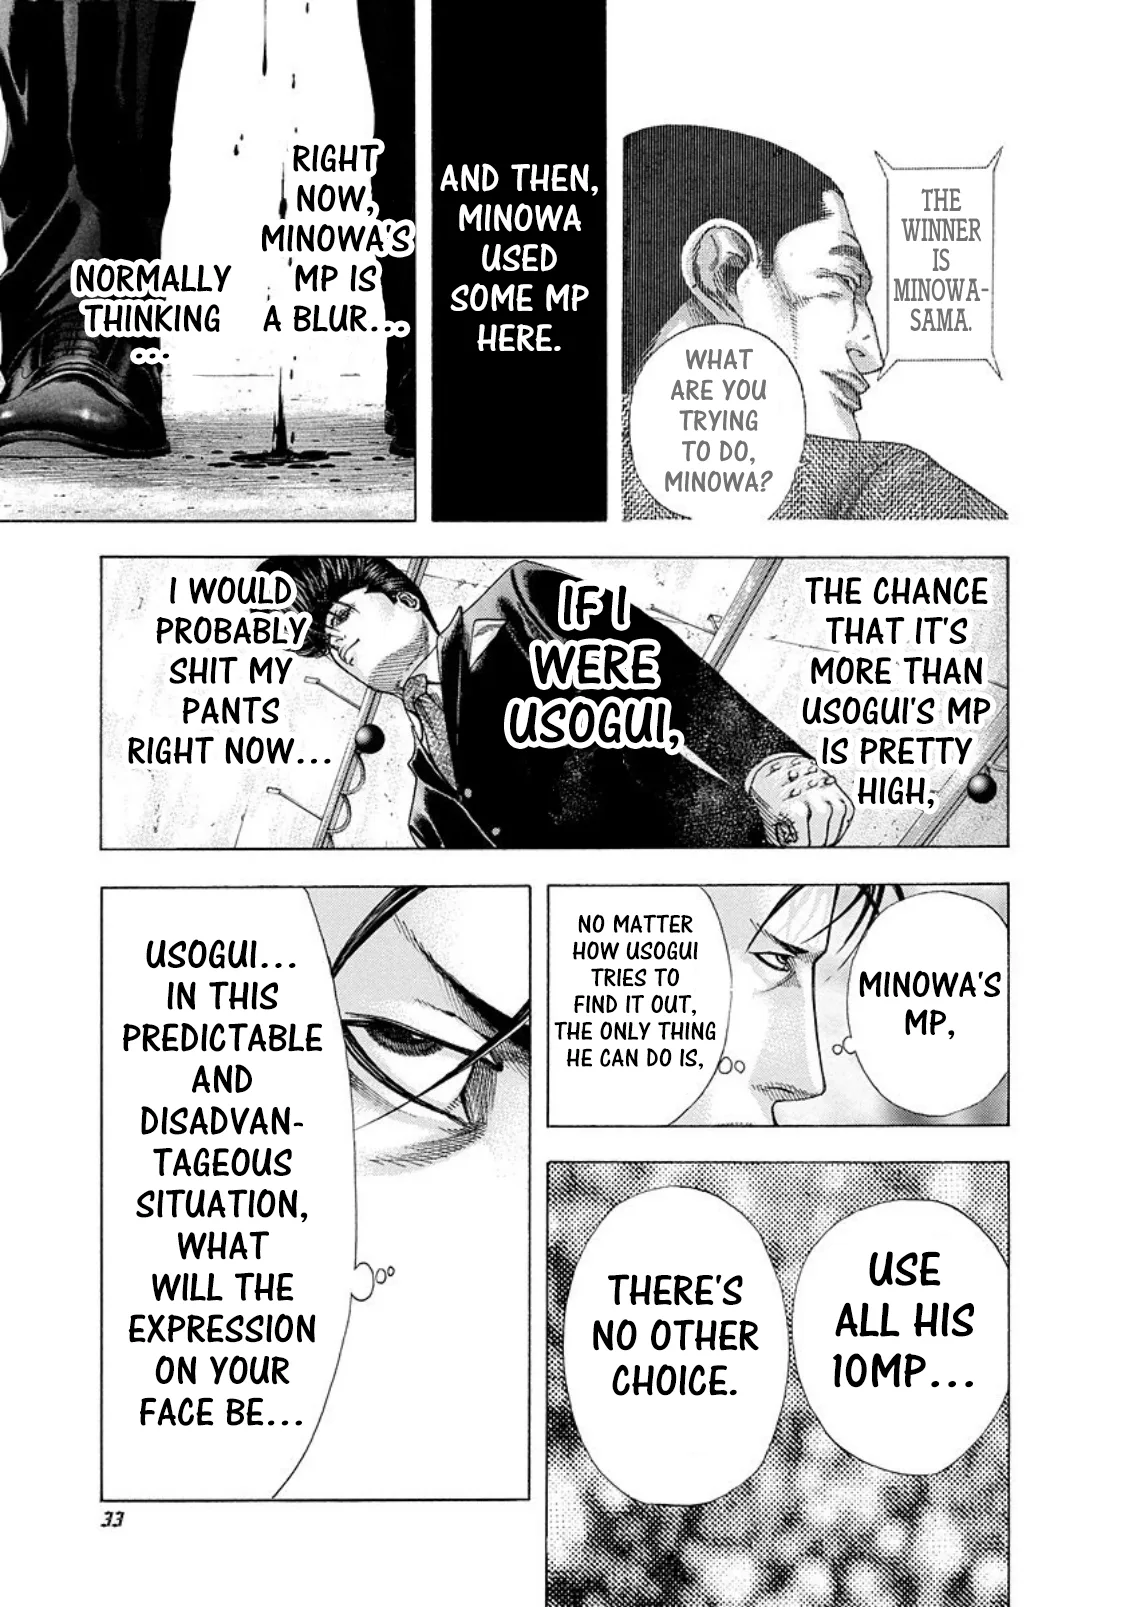 THE
WINNER
IS
MINOWA-
SAMA.
WHAT
ARE YOU
TRYING
TO DO,
MINOWA?
AND THEN,
MINOWA
USED
SOME MP
HERE.
RIGHT
NOW,
MINOWA'S
MP IS
A BLUR...
NORMALLY
THINKING
...
THE CHANCE
THAT IT'S
MORE THAN
USOGUI'S MP
IS PRETTY
HIGH,
IF I
WERE
USOGUI,
I WOULD
PROBABLY
SHIT MY
PANTS
RIGHT NOW...
MINOWA'S
MP,
NO MATTER
HOW USOGUI
TRIES TO
FIND IT OUT,
THE ONLY THING
HE CAN DO IS,
USE
ALL HIS
10MP...
THERE'S
NO OTHER
CHOICE.
USOGUI...
IN THIS
PREDICTABLE
AND
DISADVAN-
TAGEOUS
SITUATION,
WHAT
WILL THE
EXPRESSION
ON YOUR
FACE BE...
33